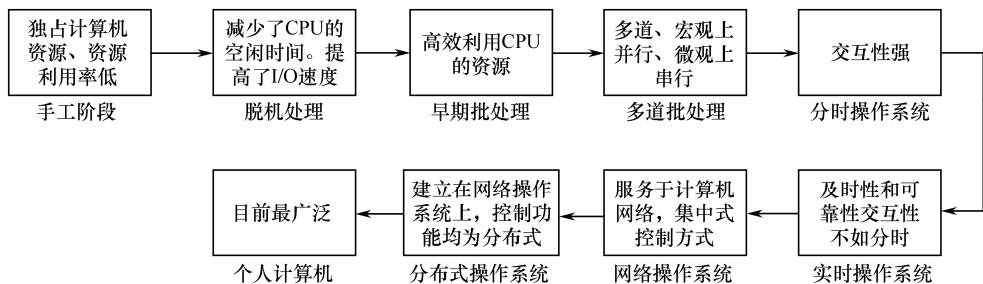 独占计算机
资源、资源
利用率低
手工阶段
减少了CPU的
空闲时间。提
高了I/O速度
脱机处理
高效利用CPU
的资源
早期批处理
多道、宏观上
并行、微观上
串行
多道批处理
交互性强
分时操作系统
及时性和可
靠性交互性
不如分时
实时操作系统
服务于计算机
网络，集中式
控制方式
网络操作系统
建立在网络操作
系统上，控制功
能均为分布式
分布式操作系统
目前最广泛
个人计算机